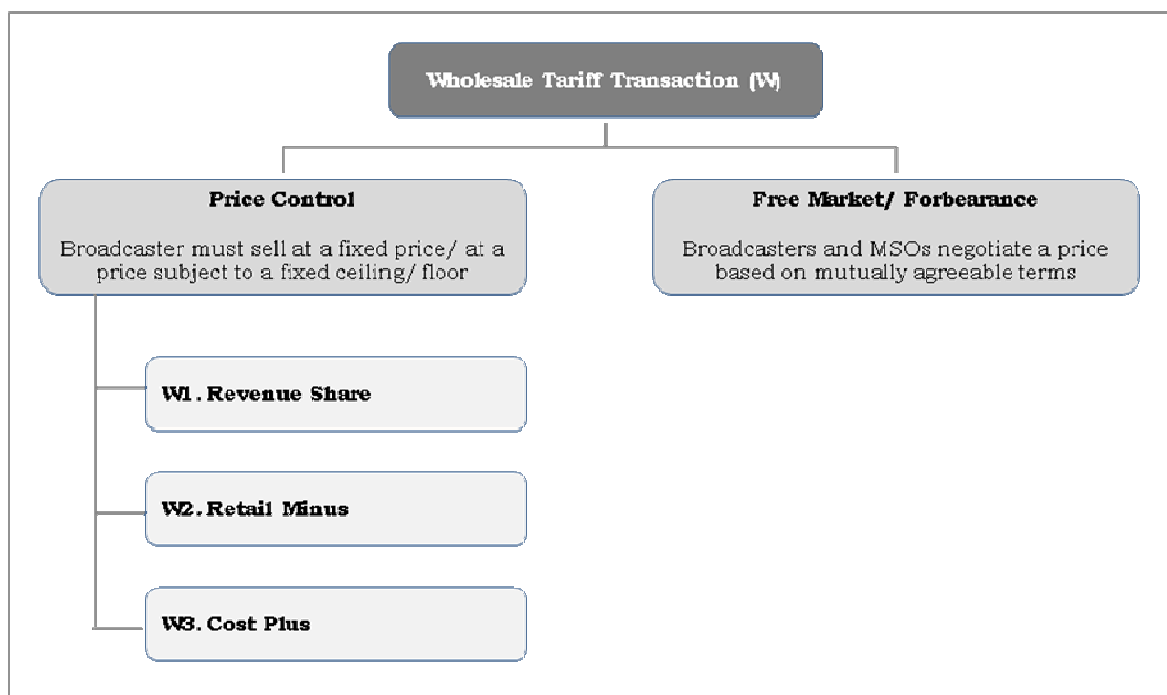 Wholesale Tariff Transaction (W)
Price Control
Broadcaster must sell at a fixed price/ at a
price subject to a fixed ceiling/ floor
Free Market/ Forbearance
Broadcasters and MSOs negotiate a price
based on mutually agreeable terms
W1. Revenue Share
W2. Retail Minus
W3. Cost Plus